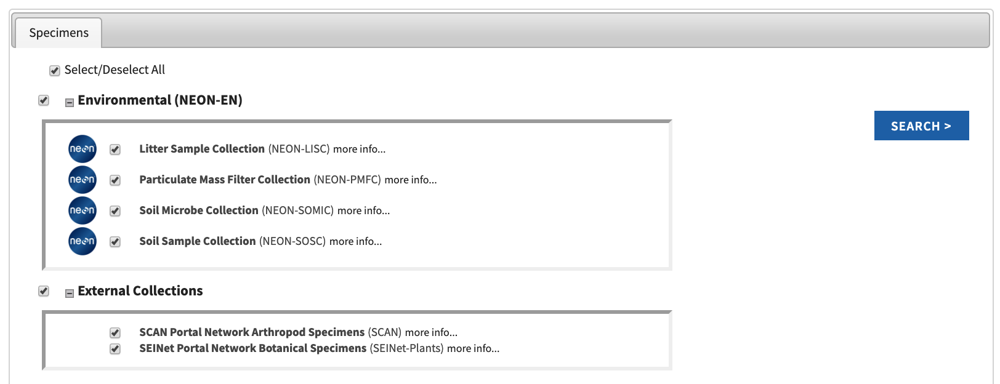 Specimens
Select/Deselect All
Environmental (NEON-EN)
SEARCH >
neon Litter Sample Collection (NEON-LISC) more info...
neon Particulate Mass Filter Collection (NEON-PMFC) more info...
neon Soil Microbe Collection (NEON-SOMIC) more info...
neon Soil Sample Collection (NEON-SOSC) more info...
External Collections
SCAN Portal Network Arthropod Specimens (SCAN) more info...
SEINet Portal Network Botanical Specimens (SEINet-Plants) more info...